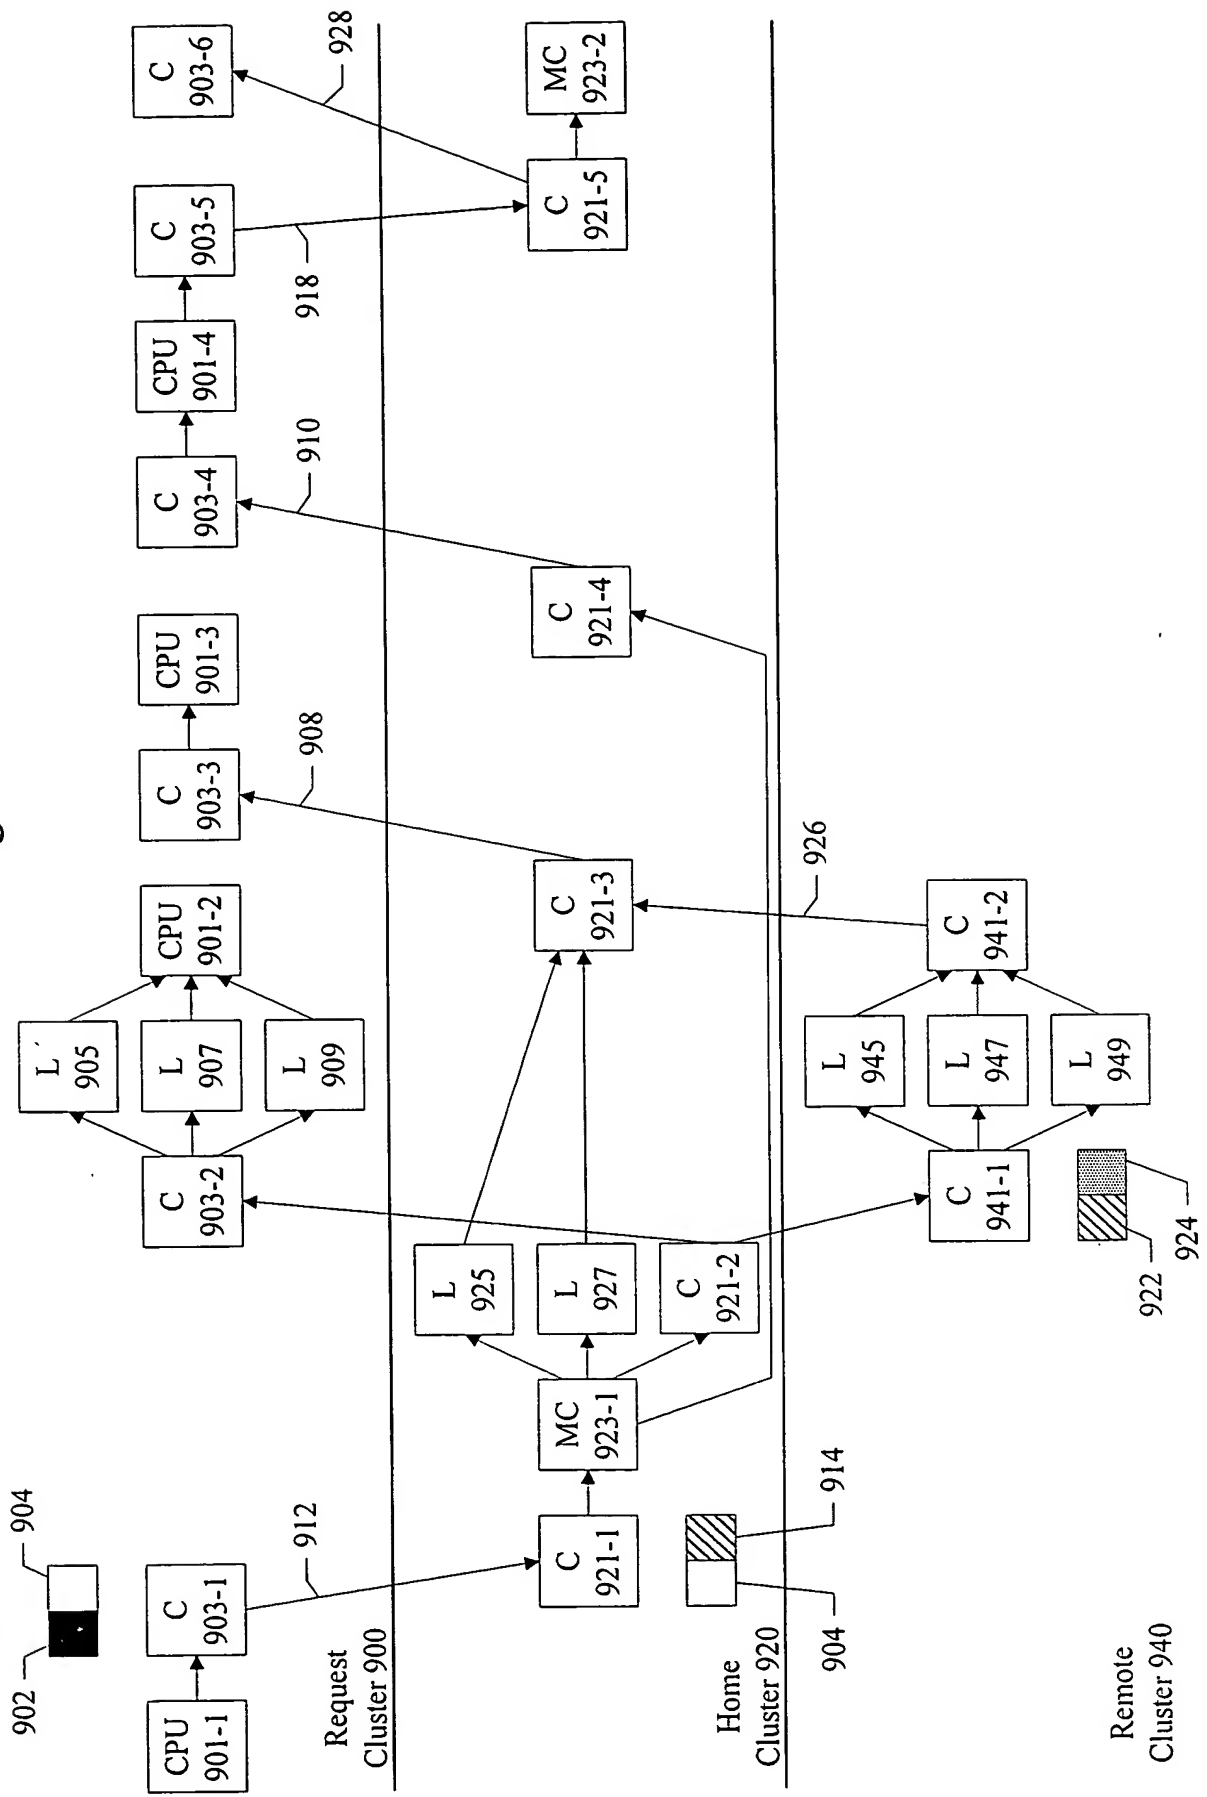 902
904
L
905
CPU
901-1
C
903-1
C
903-2
L
907
CPU
901-2
C
903-3
CPU
901-3
C
903-4
CPU
901-4
C
903-5
C
903-6
L
909
912
908
910
918
928
Request
Cluster 900
L
925
C
921-1
MC
923-1
L
927
C
921-3
C
921-4
C
921-5
MC
923-2
C
921-2
Home
Cluster 920
904
914
926
L
945
C
941-1
L
947
C
941-2
L
949
Remote
Cluster 940
922
924